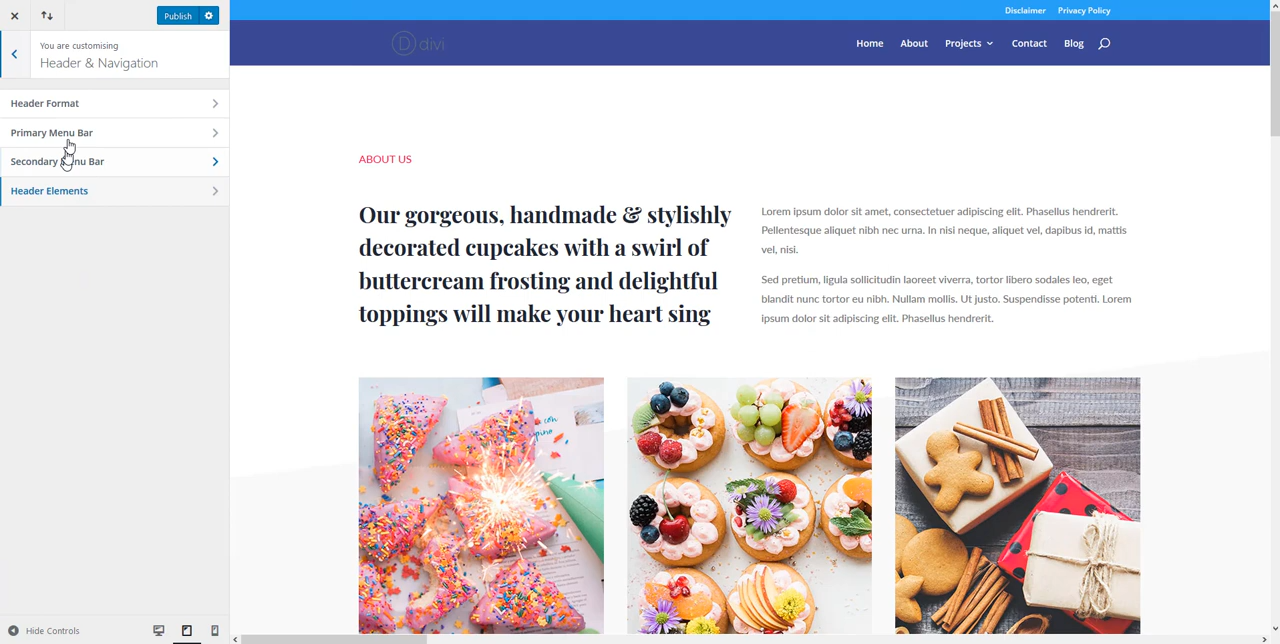 Publish
You are customising
Header & Navigation
Header Format
Primary Menu Bar
Secondary Menu Bar
Header Elements
Hide Controls
Disclaimer Privacy Policy
divi
Home About Projects Contact Blog
ABOUT US
Our gorgeous, handmade & stylishly
decorated cupcakes with a swirl of
buttercream frosting and delightful
toppings will make your heart sing
Lorem ipsum dolor sit amet, consectetuer adipiscing elit. Phasellus hendrerit.
Pellentesque aliquet nibh nec urna. In nisi neque, aliquet vel, dapibus id, mattis
vel, nisi.
Sed pretium, ligula sollicitudin laoreet viverra, tortor libero sodales leo, eget
blandit nunc tortor eu nibh. Nullam mollis. Ut justo. Suspendisse potenti. Lorem
ipsum dolor sit adipiscing elit. Phasellus hendrerit.